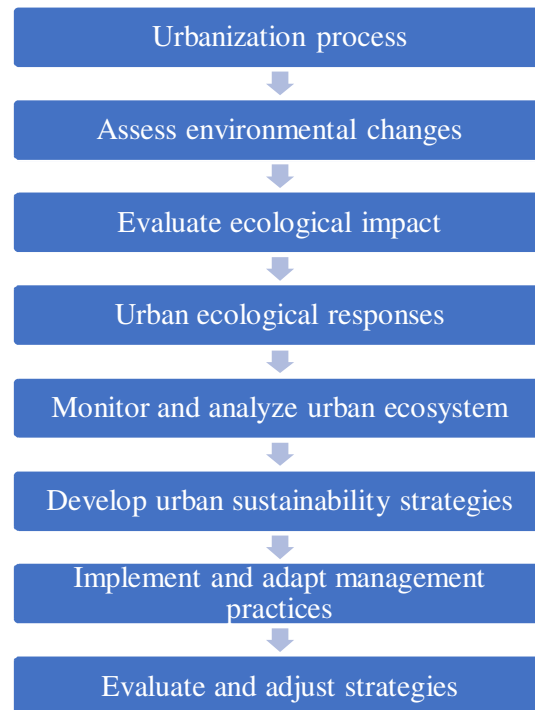 Urbanization process
Assess environmental changes
Evaluate ecological impact
Urban ecological responses
Monitor and analyze urban ecosystem
Develop urban sustainability strategies
Implement and adapt management
practices
Evaluate and adjust strategies